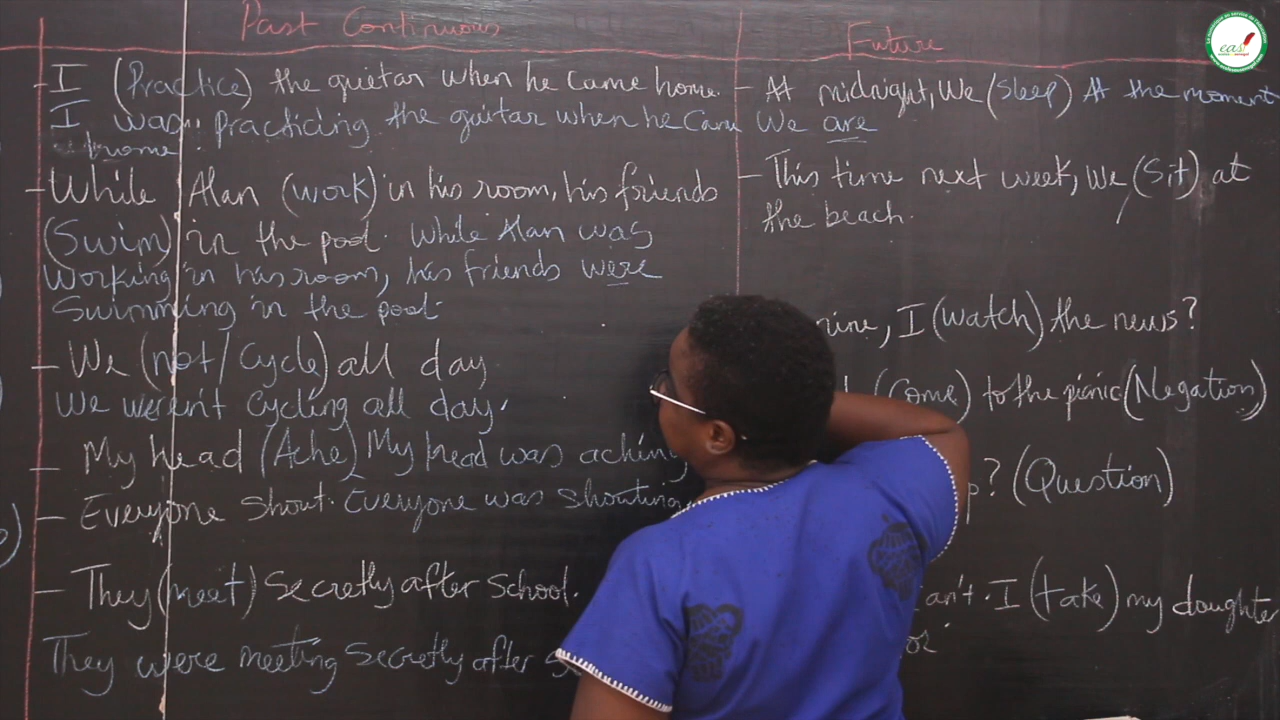 Past Continuous
- I (Practice) the guitar when he came home.
I was practicing the guitar when he came
home.
- While Alan (work) in his room, his friends
(Swim) in the pool. While Alan was
working in his room, his friends were
Swimming in the pool.
- We (not/cycle) all day
We weren't cycling all day.
- My head (Ache) My head was aching
- Everyone shout. Everyone was shouting
- They (meet) secretly after school.
They were meeting secretly after
Future
- At midnight, We (sleep) At the moment
We are
- This time next week, we (Sit) at
the beach.
nine, I (watch) the news?
(come) to the picnic (Negation)
? (Question)
can't. I (take) my doughter
easi